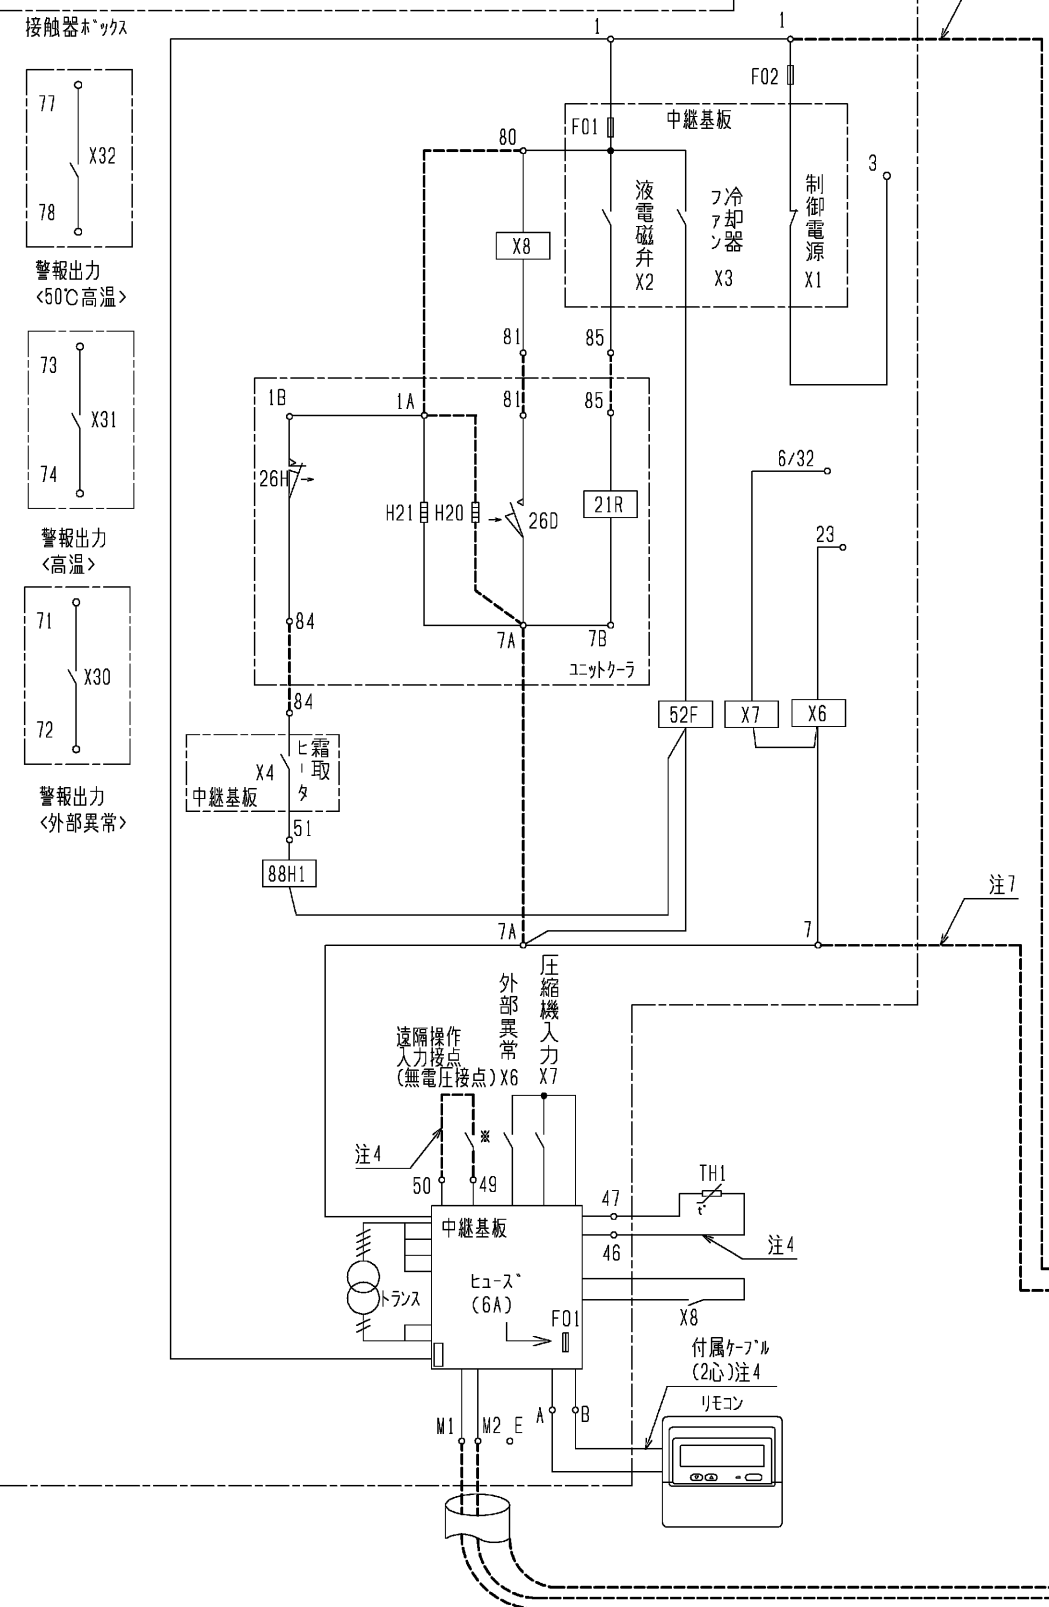 接触器ﾎﾞｯｸｽ
77
X32
78
警報出力
<50℃高温>
73
X31
74
警報出力
<高温>
71
X30
72
警報出力
<外部異常>
1
1
F02
F01
中継基板
80
3
液電磁弁
X2
冷却器
ファン
X3
制御電源
X1
X8
81
85
1B
1A
81
85
26H
H21
H20
26D
21R
6/32
23
84
7A
7B
ﾕﾆｯﾄｸｰﾗ
84
52F
X7
X6
霜取
ヒータ
X4
中継基板
51
88H1
注7
7A
7
外部異常
X6
圧縮機入力
X7
遠隔操作
入力接点
(無電圧接点)
※
注4
50
49
47
46
TH1
t°
注4
中継基板
ﾋｭｰｽﾞ
(6A)
F01
ﾄﾗﾝｽ
X8
付属ｹｰﾌﾞﾙ
(2心)注4
ﾘﾓｺﾝ
M1
M2
E
A
B